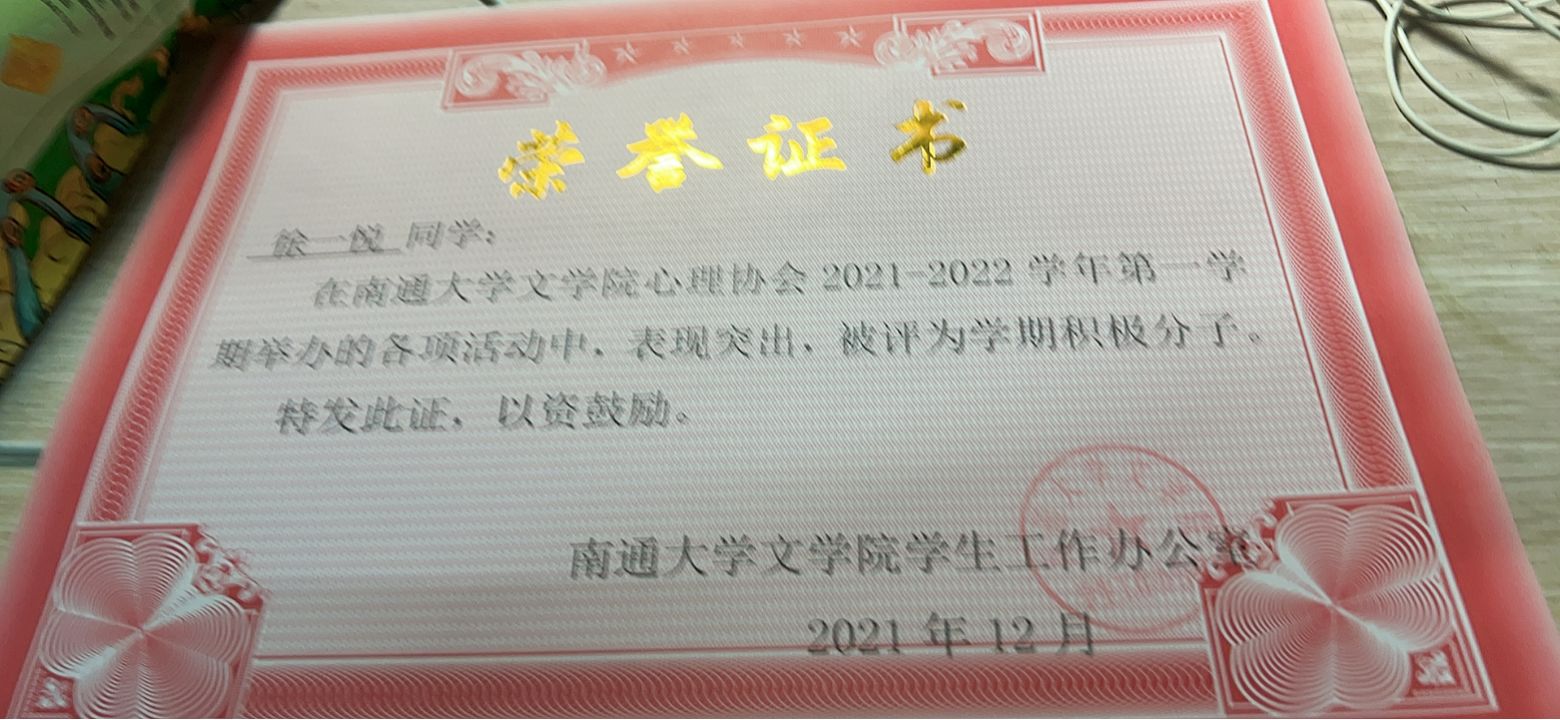 荣誉证书
徐一悦 同学：
在南通大学文学院心理协会 2021-2022 学年第一学
期举办的各项活动中，表现突出，被评为学期积极分子。
特发此证，以资鼓励。
南通大学文学院学生工作办公室
2021 年 12 月